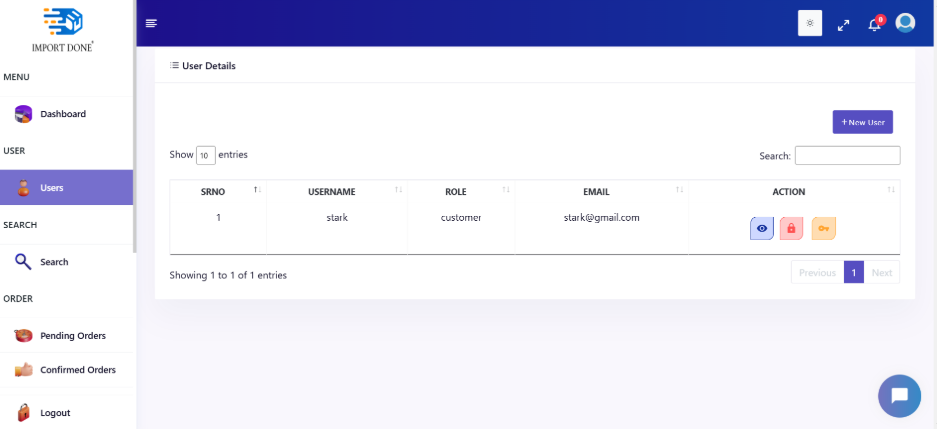 IMPORT DONE
MENU
Dashboard
USER
Users
SEARCH
Search
ORDER
Pending Orders
Confirmed Orders
Logout
0
User Details
+ New User
Show 10 entries
Search:
SRNO USERNAME ROLE EMAIL ACTION
1 stark customer stark@gmail.com
Showing 1 to 1 of 1 entries
Previous 1 Next